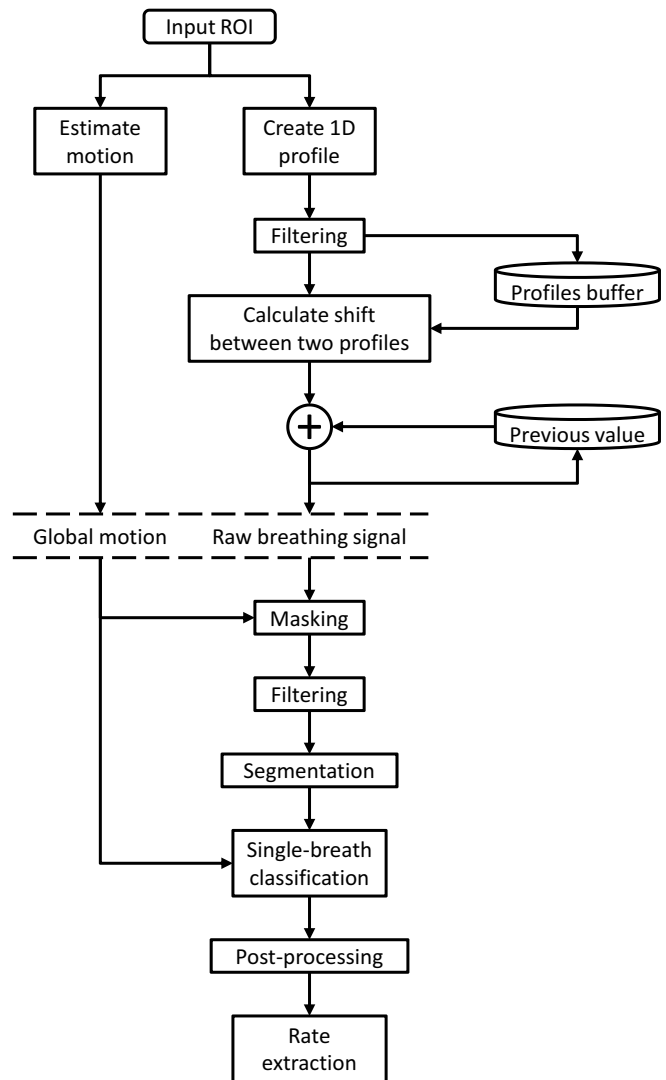 Input ROI
Estimate
motion
Create 1D
profile
Filtering
Profiles buffer
Calculate shift
between two profiles
+
Previous value
Global motion
Raw breathing signal
Masking
Filtering
Segmentation
Single-breath
classification
Post-processing
Rate
extraction